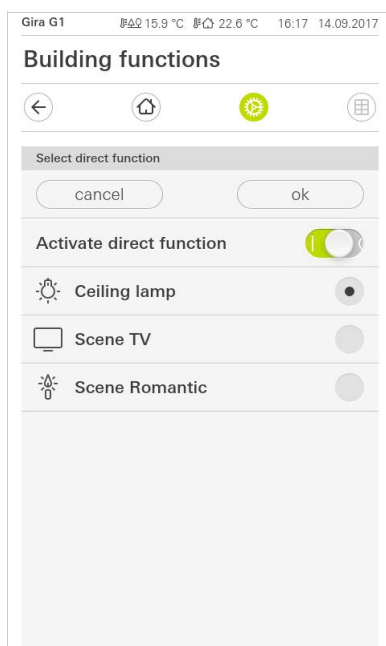 Gira G1 15.9 °C 22.6 °C 16:17 14.09.2017
Building functions
Select direct function
cancel ok
Activate direct function
Ceiling lamp
Scene TV
Scene Romantic